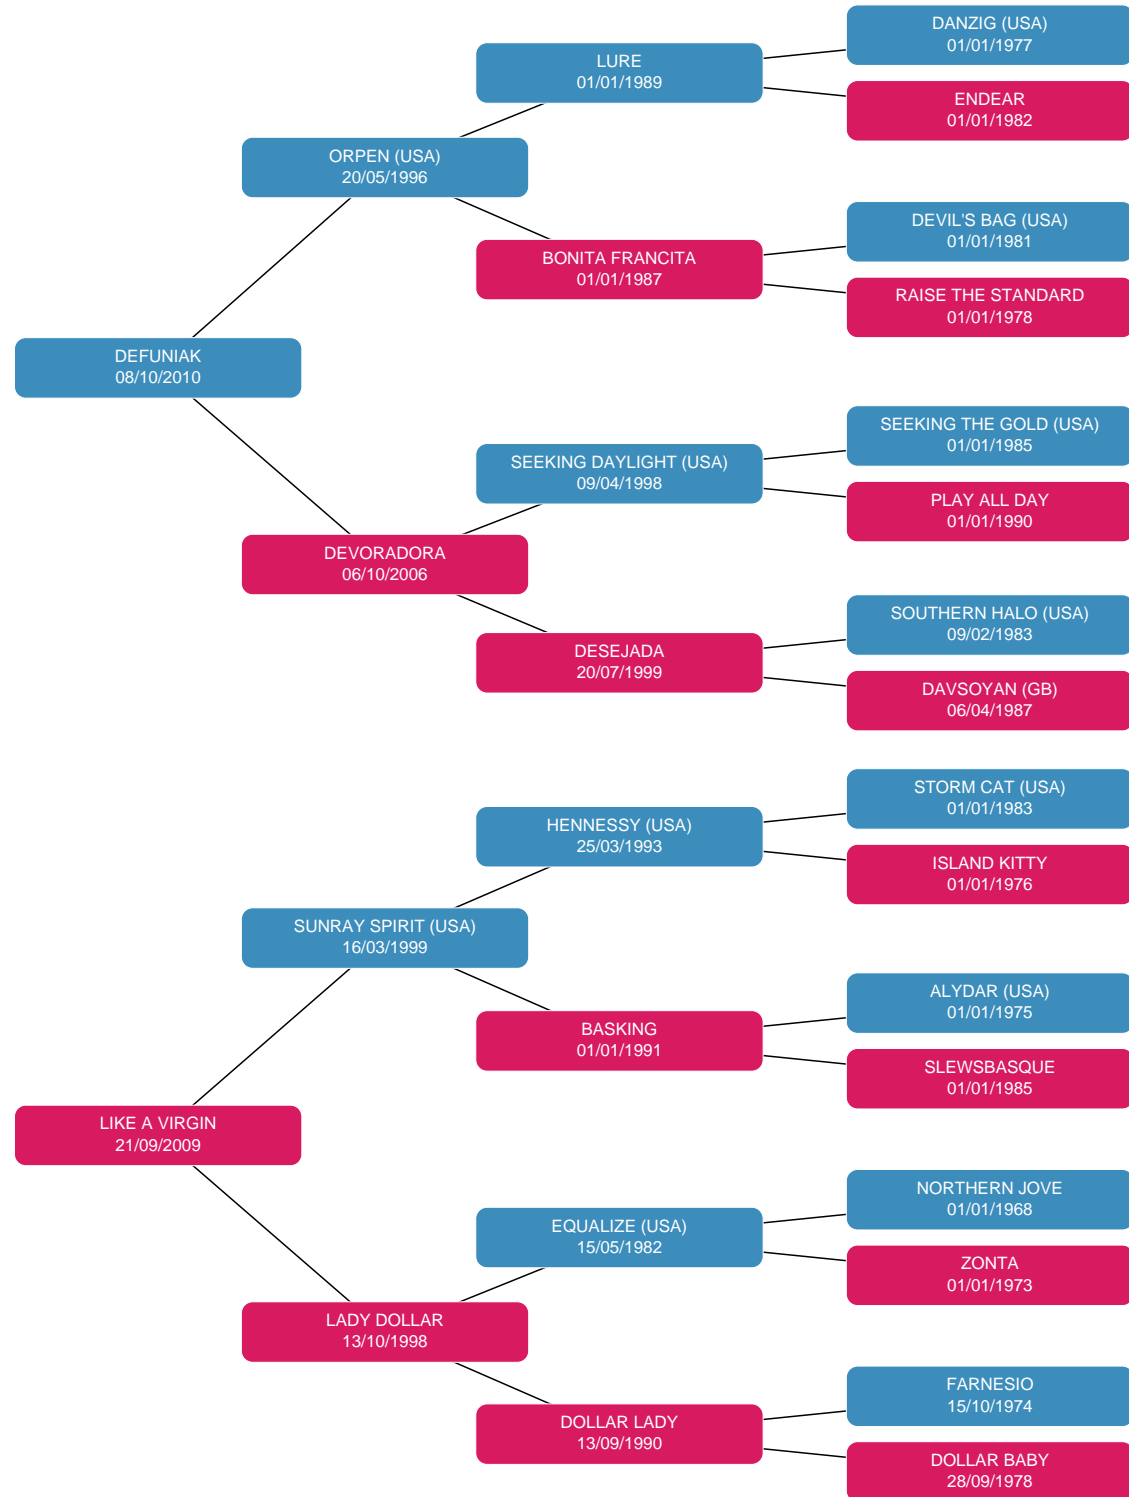 DANZIG (USA)
01/01/1977
LURE
01/01/1989
ENDEAR
01/01/1982
ORPEN (USA)
20/05/1996
DEVIL'S BAG (USA)
01/01/1981
BONITA FRANCITA
01/01/1987
RAISE THE STANDARD
01/01/1978
DEFUNIAK
08/10/2010
SEEKING THE GOLD (USA)
01/01/1985
SEEKING DAYLIGHT (USA)
09/04/1998
PLAY ALL DAY
01/01/1990
DEVORADORA
06/10/2006
SOUTHERN HALO (USA)
09/02/1983
DESEJADA
20/07/1999
DAVSOYAN (GB)
06/04/1987
STORM CAT (USA)
01/01/1983
HENNESSY (USA)
25/03/1993
ISLAND KITTY
01/01/1976
SUNRAY SPIRIT (USA)
16/03/1999
ALYDAR (USA)
01/01/1975
BASKING
01/01/1991
SLEWSBASQUE
01/01/1985
LIKE A VIRGIN
21/09/2009
NORTHERN JOVE
01/01/1968
EQUALIZE (USA)
15/05/1982
ZONTA
01/01/1973
LADY DOLLAR
13/10/1998
FARNESIO
15/10/1974
DOLLAR LADY
13/09/1990
DOLLAR BABY
28/09/1978